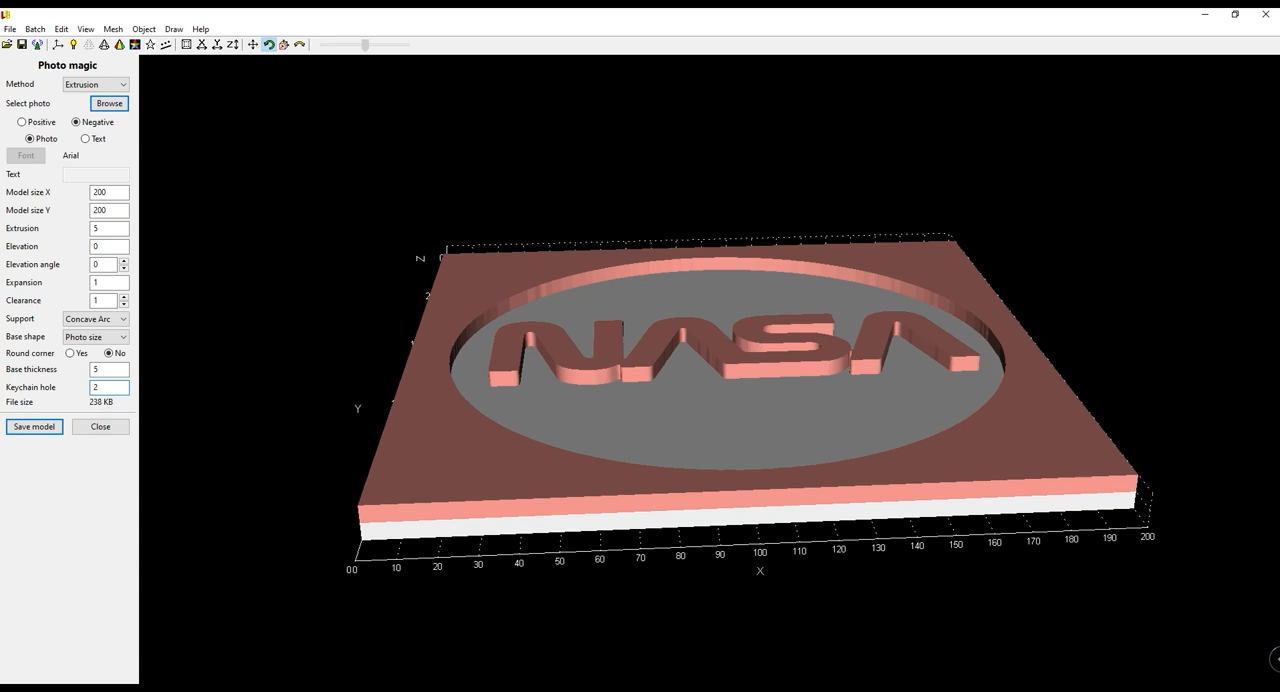 File Batch Edit View Mesh Object Draw Help
Photo magic
Method Extrusion
Select photo Browse
Positive Negative
Photo Text
Font Arial
Text
Model size X 200
Model size Y 200
Extrusion 5
Elevation 0
Elevation angle 0
Expansion 1
Clearance 1
Support Concave Arc
Base shape Photo size
Round corner Yes No
Base thickness 5
Keychain hole 2
File size 238 KB
Save model Close
Z
2
NASA
Y
00 10 20 30 40 50 60 70 80 90 100 110 120 130 140 150 160 170 180 190 200
X